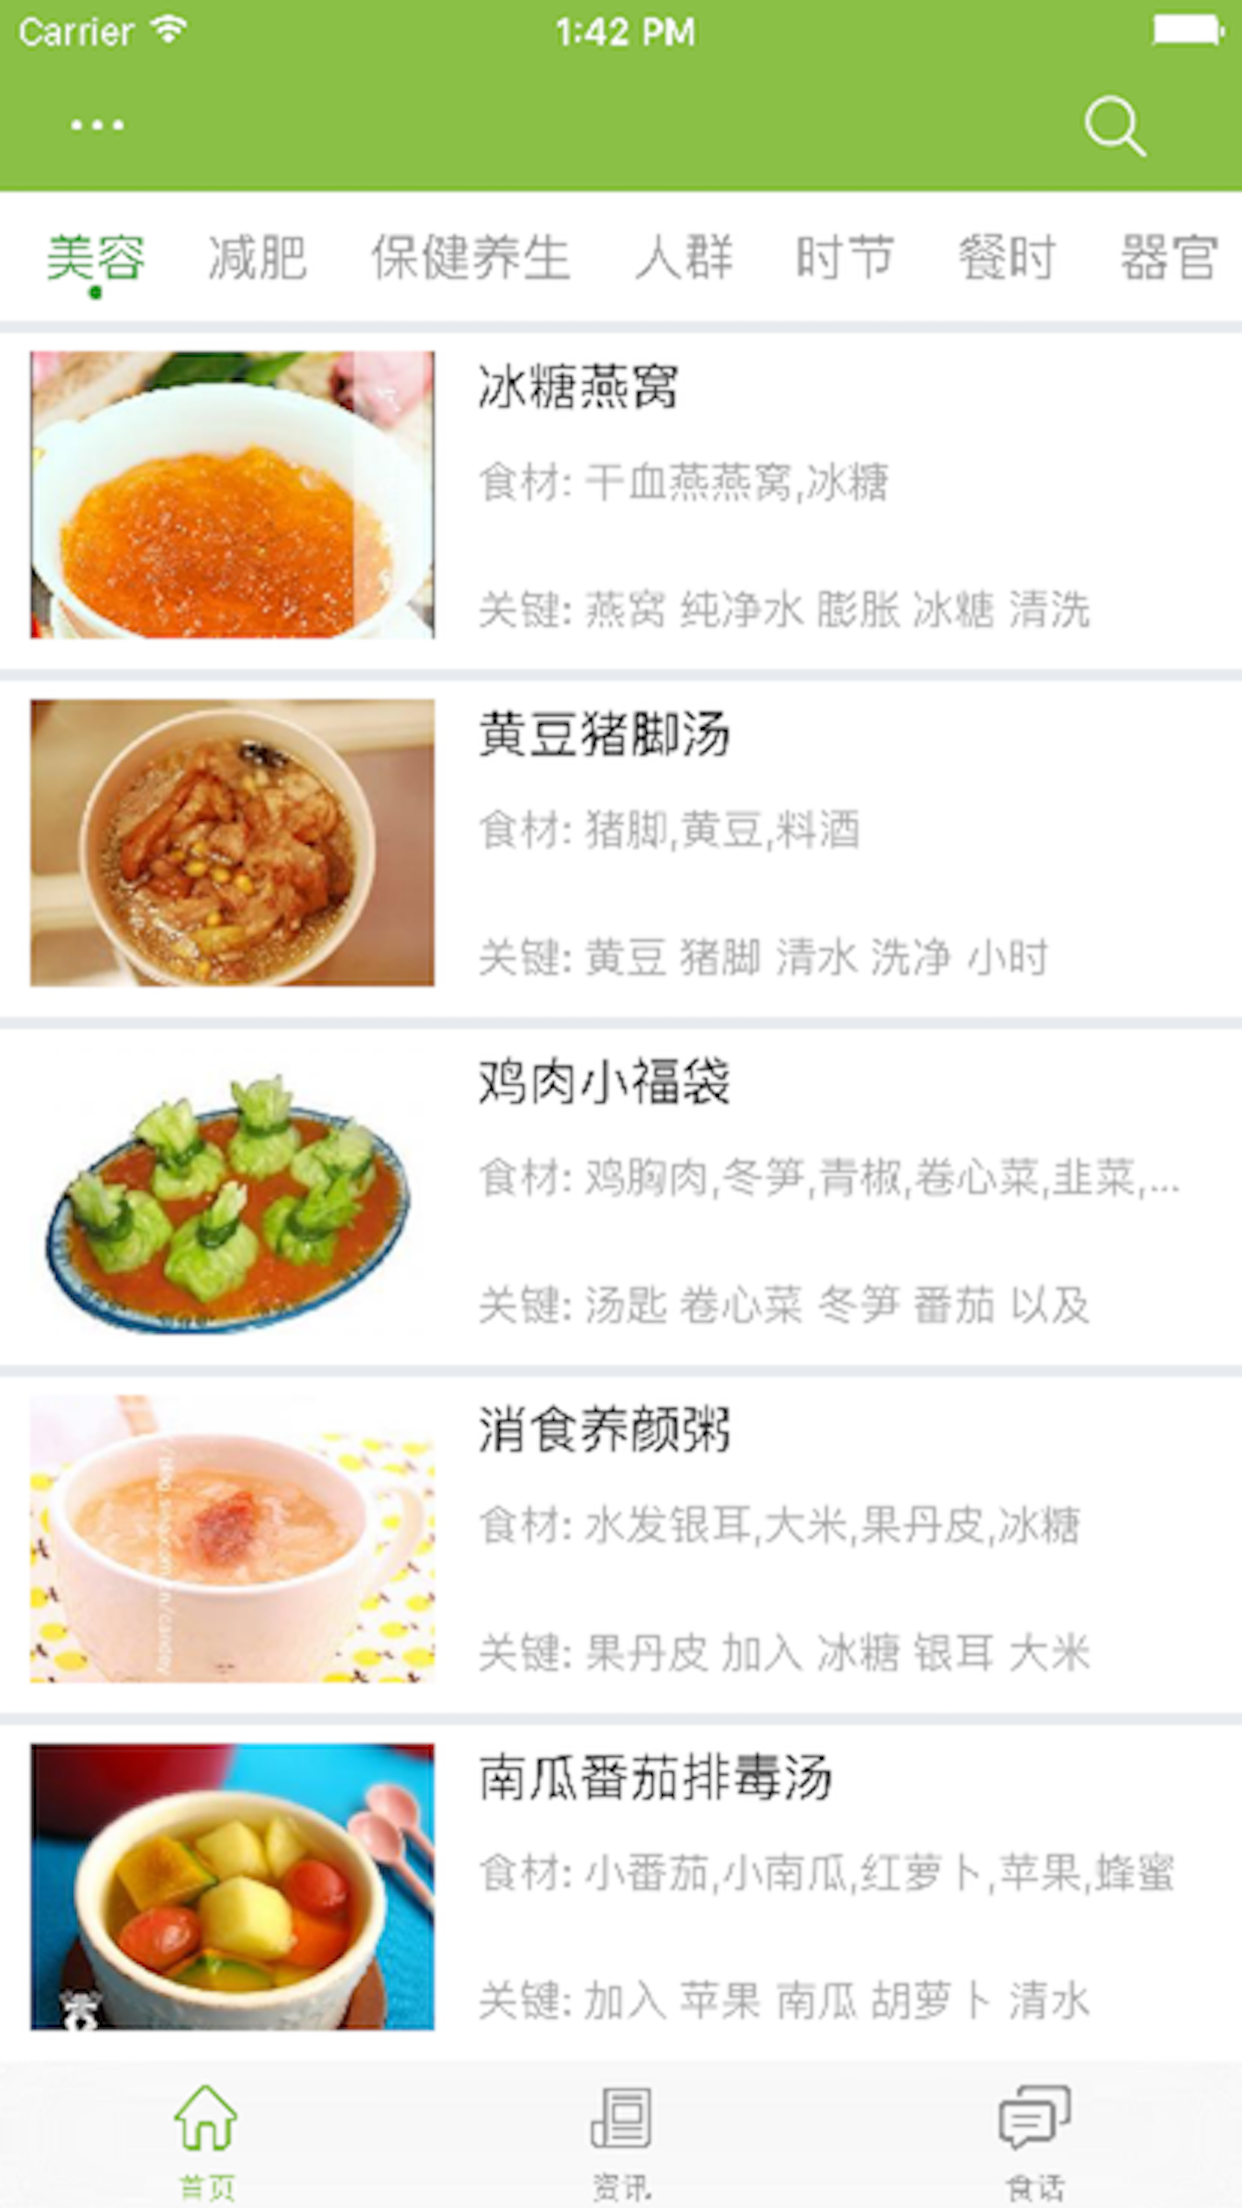 Carrier 1:42 PM
...
美容 减肥 保健养生 人群 时节 餐时 器官
冰糖燕窝
食材: 干血燕燕窝,冰糖
关键: 燕窝 纯净水 膨胀 冰糖 清洗
黄豆猪脚汤
食材: 猪脚,黄豆,料酒
关键: 黄豆 猪脚 清水 洗净 小时
鸡肉小福袋
食材: 鸡胸肉,冬笋,青椒,卷心菜,韭菜,...
关键: 汤匙 卷心菜 冬笋 番茄 以及
消食养颜粥
食材: 水发银耳,大米,果丹皮,冰糖
关键: 果丹皮 加入 冰糖 银耳 大米
南瓜番茄排毒汤
食材: 小番茄,小南瓜,红萝卜,苹果,蜂蜜
关键: 加入 苹果 南瓜 胡萝卜 清水
首页 资讯 食话